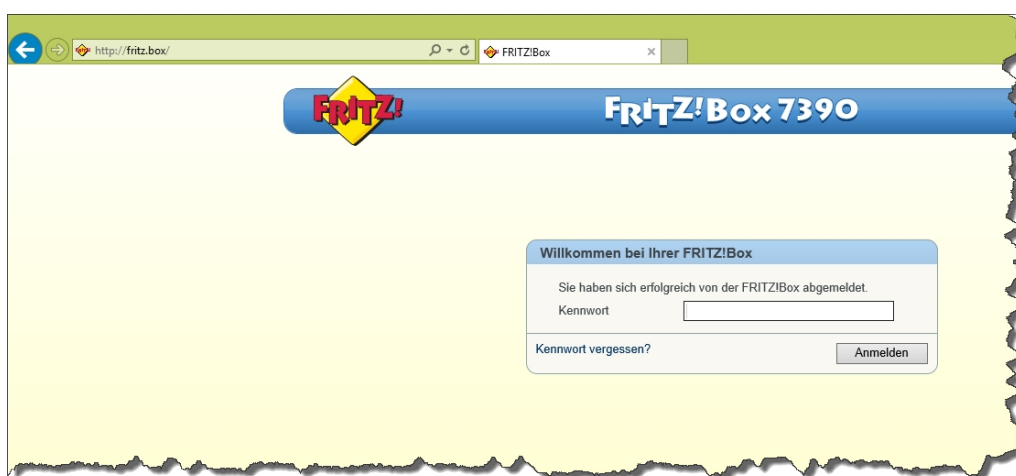 http://fritz.box/
FRITZ!Box
FRITZ!
FRITZ!Box 7390
Willkommen bei Ihrer FRITZ!Box
Sie haben sich erfolgreich von der FRITZ!Box abgemeldet.
Kennwort
Kennwort vergessen?
Anmelden